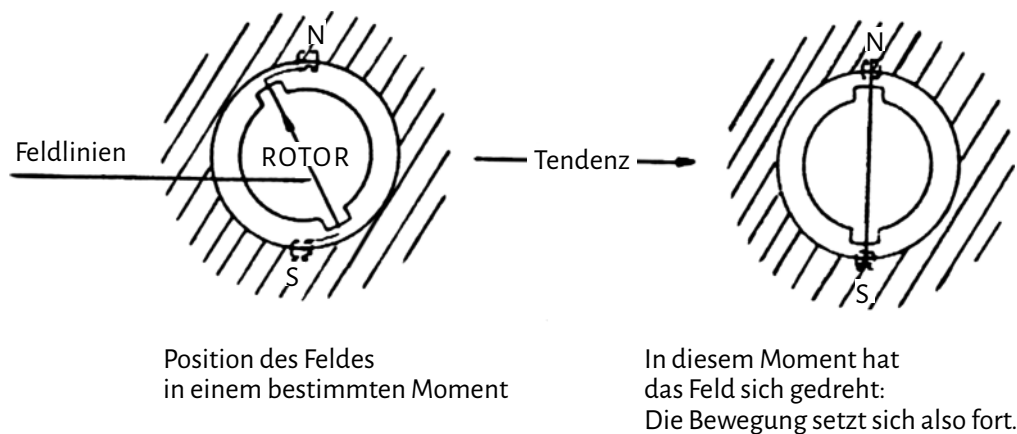 N
Feldlinien
ROTOR
S
Tendenz
N
S
Position des Feldes
in einem bestimmten Moment
In diesem Moment hat
das Feld sich gedreht:
Die Bewegung setzt sich also fort.